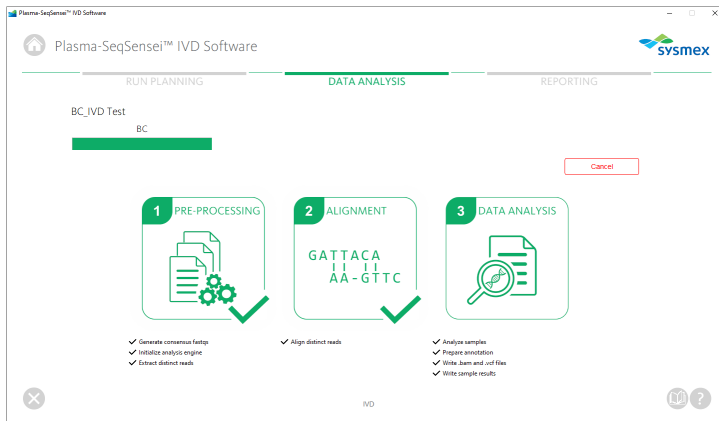 Plasma-SeqSensei™ IVD Software
Plasma-SeqSensei™ IVD Software
sysmex
RUN PLANNING
DATA ANALYSIS
REPORTING
BC_IVD Test
BC
Cancel
1 PRE-PROCESSING
2 ALIGNMENT
3 DATA ANALYSIS
GATTACA
AA-GTTC
Generate consensus fastqs
Initialize analysis engine
Extract distinct reads
Align distinct reads
Analyze samples
Prepare annotation
Write .bam and .vcf files
Write sample results
IVD
?